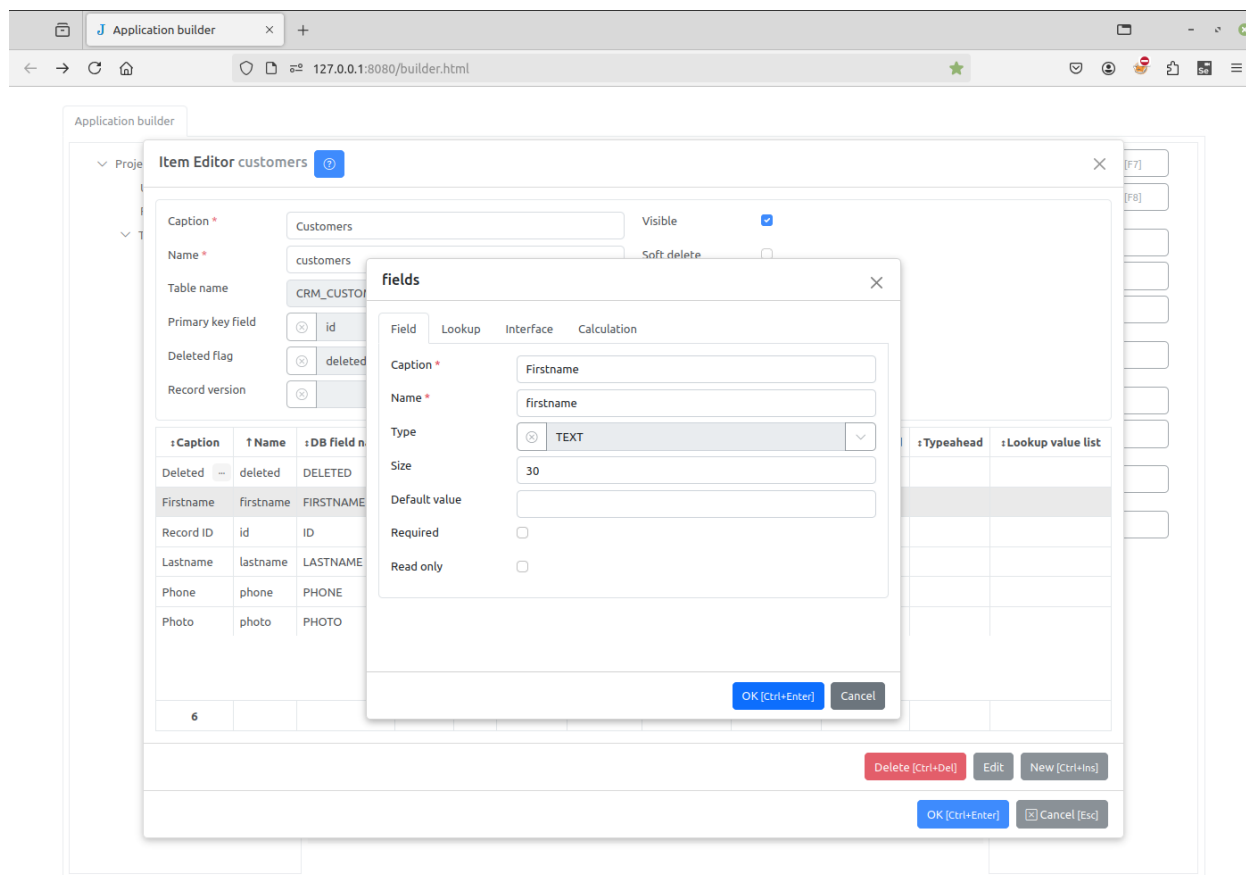 J Application builder × +
127.0.0.1:8080/builder.html
Application builder
Item Editor customers
[F7]
[F8]
Caption * Customers Visible
Name * customers Soft delete
Table name
Primary key field id
Deleted flag deleted
Record version
fields
Field Lookup Interface Calculation
Caption * Firstname
Name * firstname
Type TEXT
Size 30
Default value
Required
Read only
OK [Ctrl+Enter] Cancel
Caption Name DB field Typeahead Lookup value list
Deleted ... deleted DELETED
Firstname firstname FIRSTNAME
Record ID id ID
Lastname lastname LASTNAME
Phone phone PHONE
Photo photo PHOTO
6
Delete [Ctrl+Del] Edit New [Ctrl+Ins]
OK [Ctrl+Enter] Cancel [Esc]